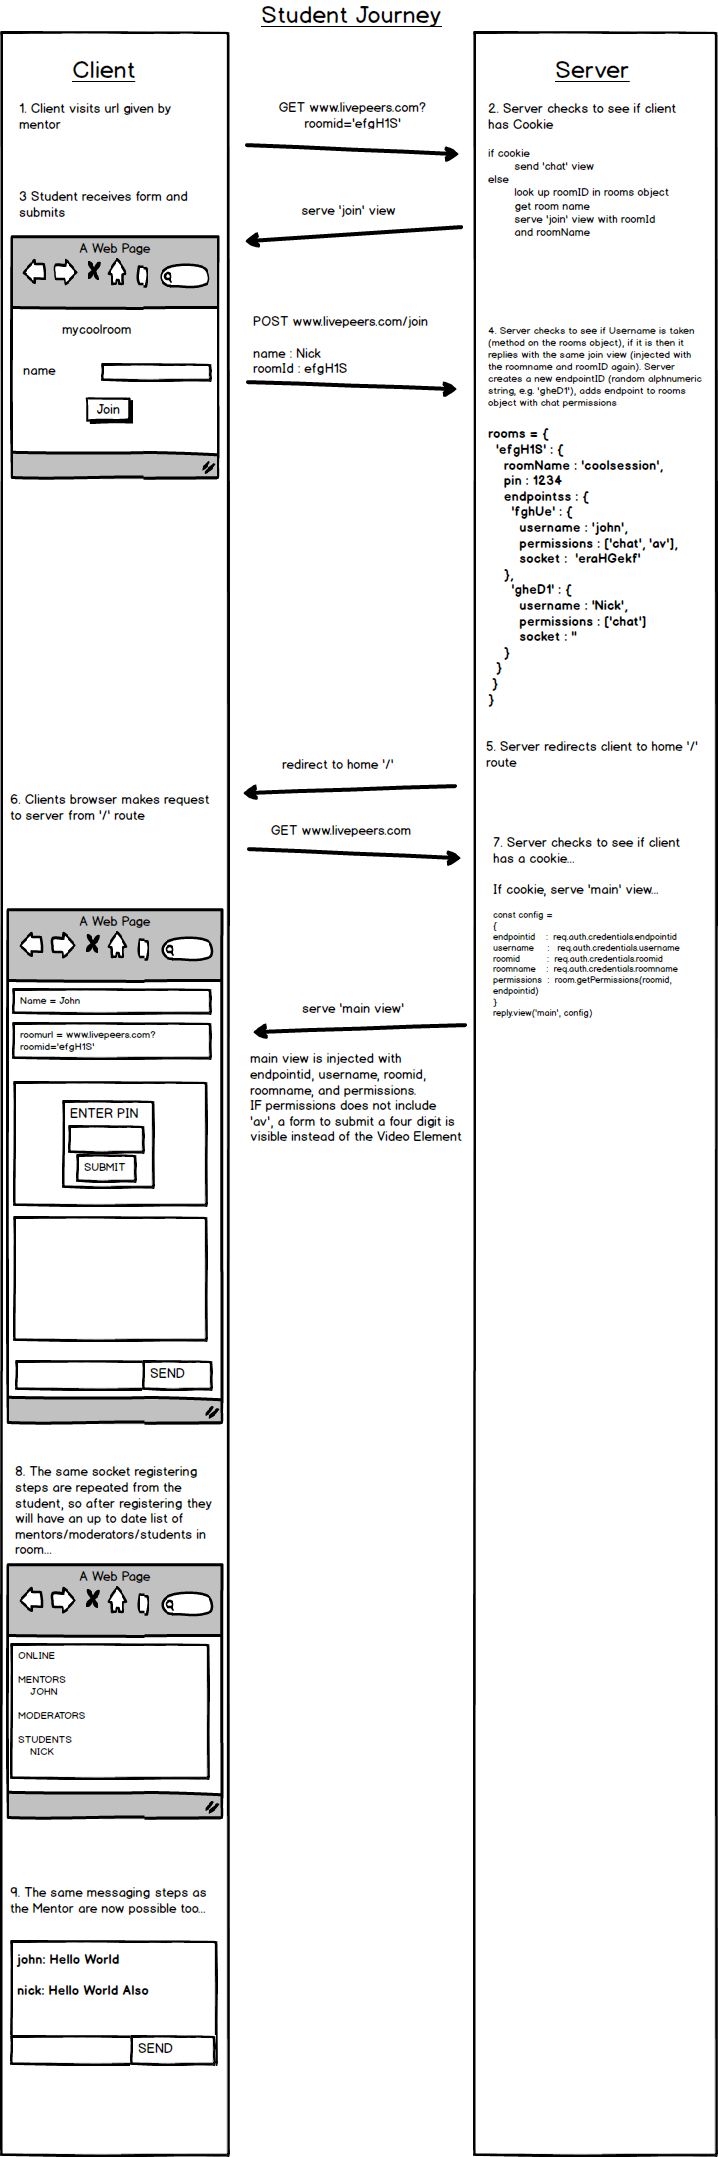 Student Journey
Client
Server
1. Client visits url given by
mentor
GET www.livepeers.com?
roomid='efgH1S'
2. Server checks to see if client
has Cookie
if cookie
send 'chat' view
else
look up roomID in rooms object
get room name
serve 'join' view with roomId
and roomName
3 Student receives form and
submits
serve 'join' view
A Web Page
mycoolroom
name
Join
POST www.livepeers.com/join
name : Nick
roomId : efgH1S
4. Server checks to see if Username is taken
(method on the rooms object), if it is then it
replies with the same join view (injected with
the roomname and roomID again). Server
creates a new endpointID (random alphnumeric
string, e.g. 'gheD1'), adds endpoint to rooms
object with chat permissions
rooms = {
'efgH1S' : {
roomName : 'coolsession',
pin : 1234
endpointss : {
'fghUe' : {
username : 'john',
permissions : ['chat', 'av'],
socket : 'eraHGekf'
},
'gheD1' : {
username : 'Nick',
permissions : ['chat']
socket : ''
}
}
}
}
5. Server redirects client to home '/'
route
redirect to home '/'
6. Clients browser makes request
to server from '/' route
GET www.livepeers.com
7. Server checks to see if client
has a cookie...
If cookie, serve 'main' view...
const config =
{
endpointid : req.auth.credentials.endpointid
username : req.auth.credentials.username
roomid : req.auth.credentials.roomid
roomname : req.auth.credentials.roomname
permissions : room.getPermissions(roomid,
endpointid)
}
reply.view('main', config)
A Web Page
Name = John
roomurl = www.livepeers.com?
roomid='efgH1S'
ENTER PIN
SUBMIT
SEND
serve 'main view'
main view is injected with
endpointid, username, roomid,
roomname, and permissions.
IF permissions does not include
'av', a form to submit a four digit is
visible instead of the Video Element
8. The same socket registering
steps are repeated from the
student, so after registering they
will have an up to date list of
mentors/moderators/students in
room...
A Web Page
ONLINE
MENTORS
JOHN
MODERATORS
STUDENTS
NICK
9. The same messaging steps as
the Mentor are now possible too...
john: Hello World
nick: Hello World Also
SEND